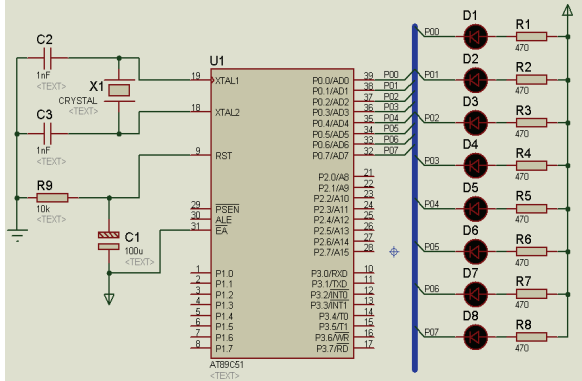 C2
1nF
<TEXT>
X1
CRYSTAL
<TEXT>
C3
1nF
<TEXT>
R9
10k
<TEXT>
C1
100u
<TEXT>
U1
19 XTAL1
18 XTAL2
9 RST
29 PSEN
30 ALE
31 EA
1 P1.0
2 P1.1
3 P1.2
4 P1.3
5 P1.4
6 P1.5
7 P1.6
8 P1.7
P0.0/AD0 39 P00
P0.1/AD1 38 P01
P0.2/AD2 37 P02
P0.3/AD3 36 P03
P0.4/AD4 35 P04
P0.5/AD5 34 P05
P0.6/AD6 33 P06
P0.7/AD7 32 P07
P2.0/A8 21
P2.1/A9 22
P2.2/A10 23
P2.3/A11 24
P2.4/A12 25
P2.5/A13 26
P2.6/A14 27
P2.7/A15 28
P3.0/RXD 10
P3.1/TXD 11
P3.2/INT0 12
P3.3/INT1 13
P3.4/T0 14
P3.5/T1 15
P3.6/WR 16
P3.7/RD 17
AT89C51
<TEXT>
D1 R1
P00
470
D2 R2
P01
470
D3 R3
P02
470
D4 R4
P03
470
D5 R5
P04
470
D6 R6
P05
470
D7 R7
P06
470
D8 R8
P07
470